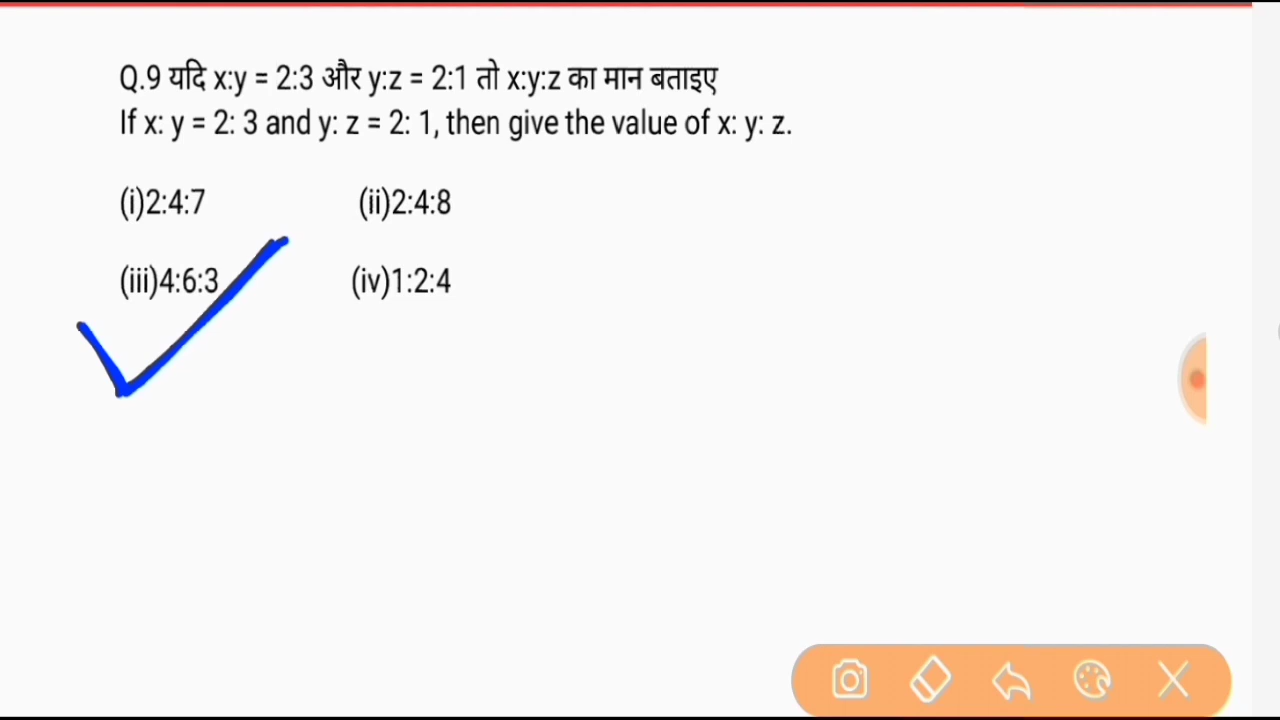 Q.9 यदि x:y = 2:3 और y:z = 2:1 तो x:y:z का मान बताइए
If x: y = 2: 3 and y: z = 2: 1, then give the value of x: y: z.
(i)2:4:7 (ii)2:4:8
(iii)4:6:3 (iv)1:2:4